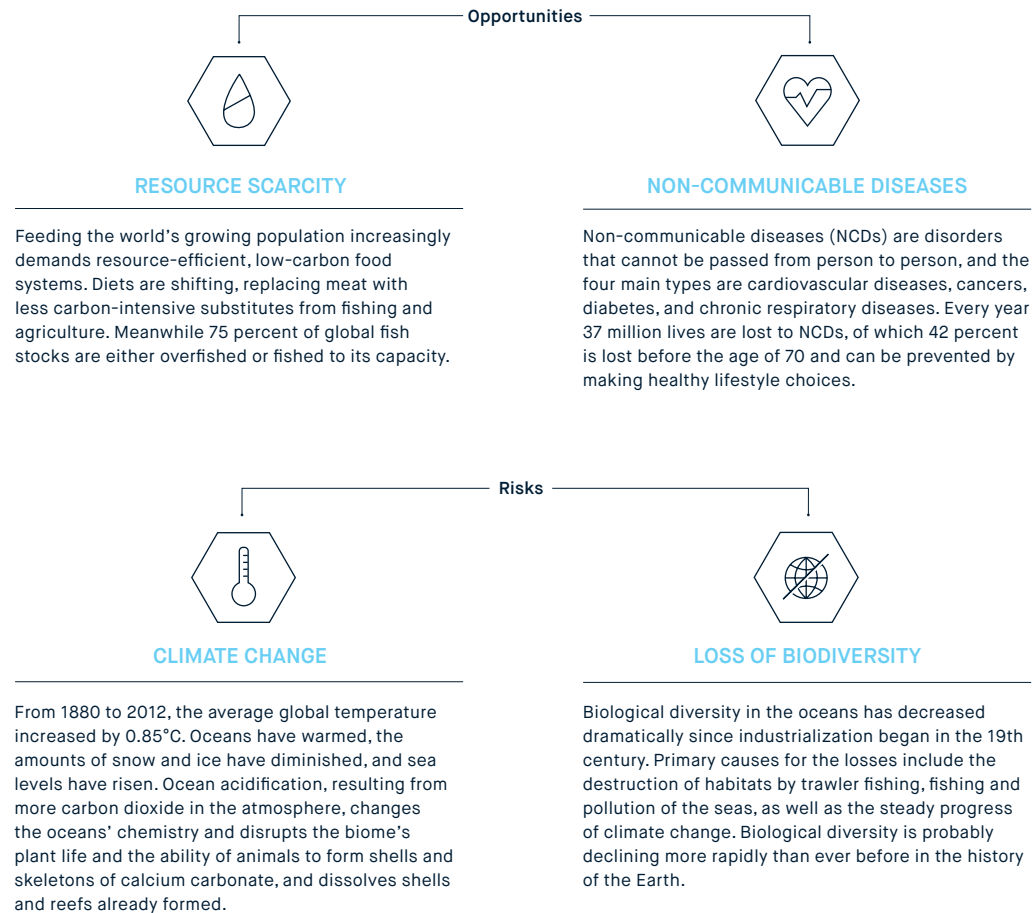 Opportunities
RESOURCE SCARCITY
Feeding the world's growing population increasingly
demands resource-efficient, low-carbon food
systems. Diets are shifting, replacing meat with
less carbon-intensive substitutes from fishing and
agriculture. Meanwhile 75 percent of global fish
stocks are either overfished or fished to its capacity.
NON-COMMUNICABLE DISEASES
Non-communicable diseases (NCDs) are disorders
that cannot be passed from person to person, and the
four main types are cardiovascular diseases, cancers,
diabetes, and chronic respiratory diseases. Every year
37 million lives are lost to NCDs, of which 42 percent
is lost before the age of 70 and can be prevented by
making healthy lifestyle choices.
Risks
CLIMATE CHANGE
From 1880 to 2012, the average global temperature
increased by 0.85°C. Oceans have warmed, the
amounts of snow and ice have diminished, and sea
levels have risen. Ocean acidification, resulting from
more carbon dioxide in the atmosphere, changes
the oceans' chemistry and disrupts the biome's
plant life and the ability of animals to form shells and
skeletons of calcium carbonate, and dissolves shells
and reefs already formed.
LOSS OF BIODIVERSITY
Biological diversity in the oceans has decreased
dramatically since industrialization began in the 19th
century. Primary causes for the losses include the
destruction of habitats by trawler fishing, fishing and
pollution of the seas, as well as the steady progress
of climate change. Biological diversity is probably
declining more rapidly than ever before in the history
of the Earth.